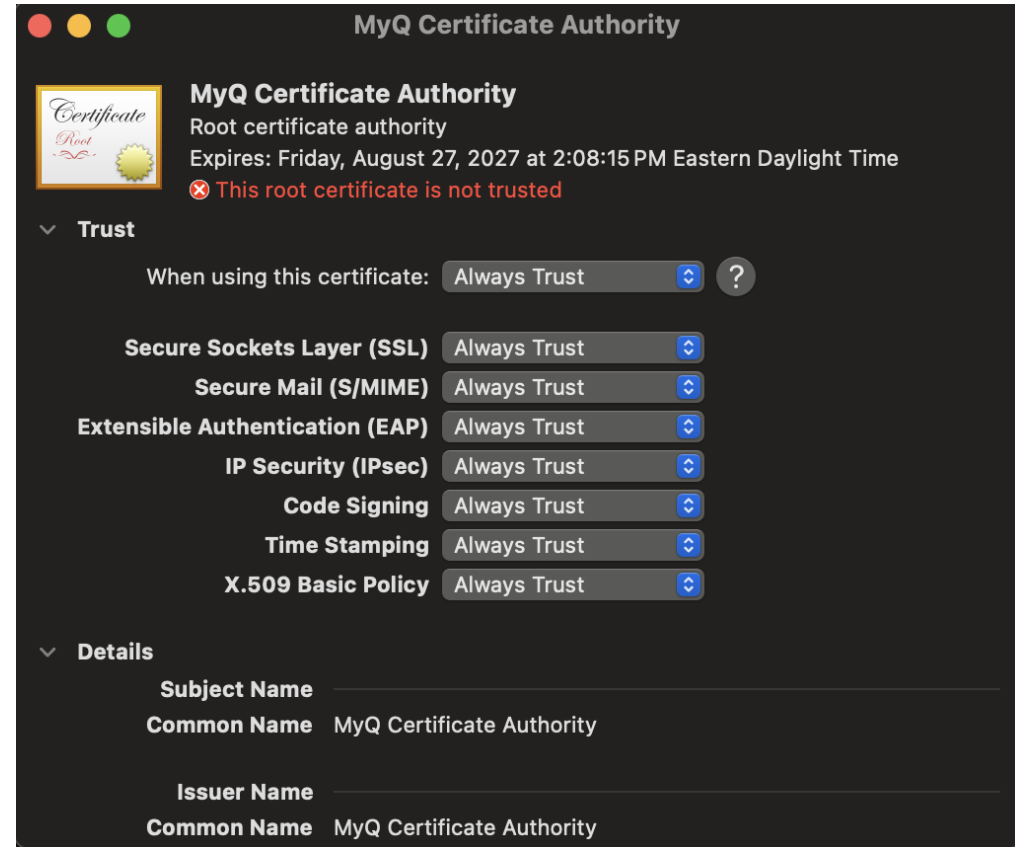 MyQ Certificate Authority
Certificate
Root
MyQ Certificate Authority
Root certificate authority
Expires: Friday, August 27, 2027 at 2:08:15 PM Eastern Daylight Time
This root certificate is not trusted
Trust
When using this certificate: Always Trust ?
Secure Sockets Layer (SSL) Always Trust
Secure Mail (S/MIME) Always Trust
Extensible Authentication (EAP) Always Trust
IP Security (IPsec) Always Trust
Code Signing Always Trust
Time Stamping Always Trust
X.509 Basic Policy Always Trust
Details
Subject Name
Common Name MyQ Certificate Authority
Issuer Name
Common Name MyQ Certificate Authority